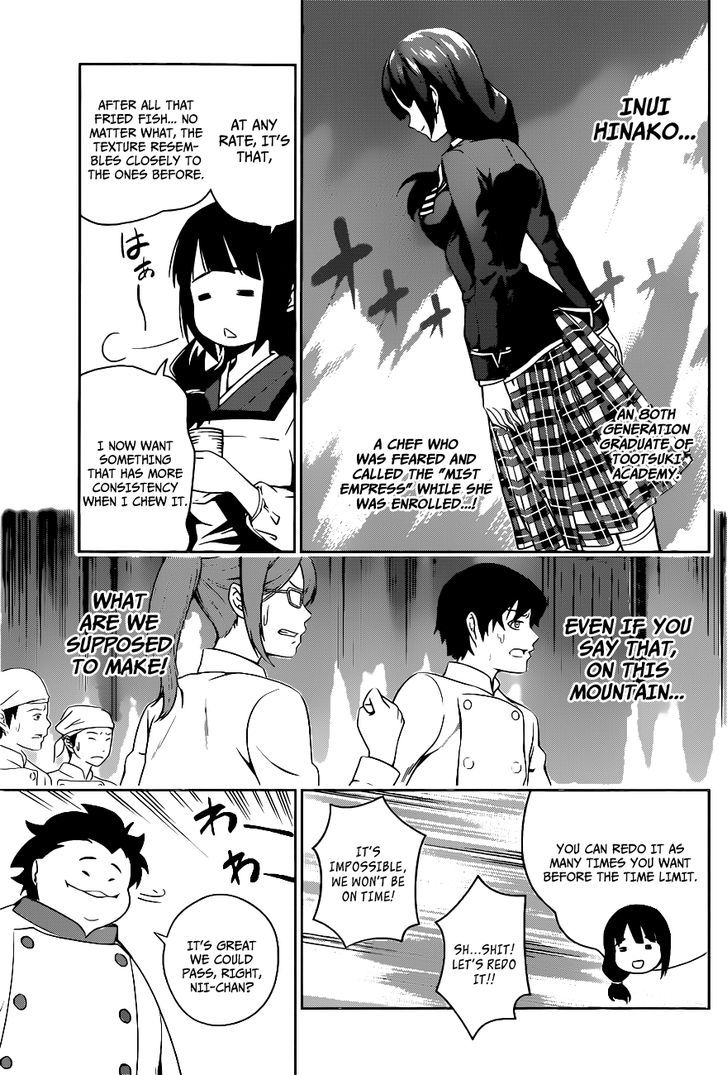 INUI
HINAKO...
A CHEF WHO
WAS FEARED AND
CALLED THE "MIST
EMPRESS" WHILE SHE
WAS ENROLLED...!
AN 80TH
GENERATION
GRADUATE OF
TOOTSUKI
ACADEMY.
AT ANY
RATE, IT'S
THAT,
AFTER ALL THAT
FRIED FISH... NO
MATTER WHAT, THE
TEXTURE RESEM-
BLES CLOSELY TO
THE ONES BEFORE.
はぁー
I NOW WANT
SOMETHING
THAT HAS MORE
CONSISTENCY
WHEN I CHEW IT.
EVEN IF YOU
SAY THAT,
ON THIS
MOUNTAIN...
WHAT
ARE WE
SUPPOSED
TO MAKE!
YOU CAN REDO IT AS
MANY TIMES YOU WANT
BEFORE THE TIME LIMIT.
SH...SHIT!
LET'S REDO
IT!!
IT'S
IMPOSSIBLE,
WE WON'T BE
ON TIME!
わー
わー
IT'S GREAT
WE COULD
PASS, RIGHT,
NII-CHAN?